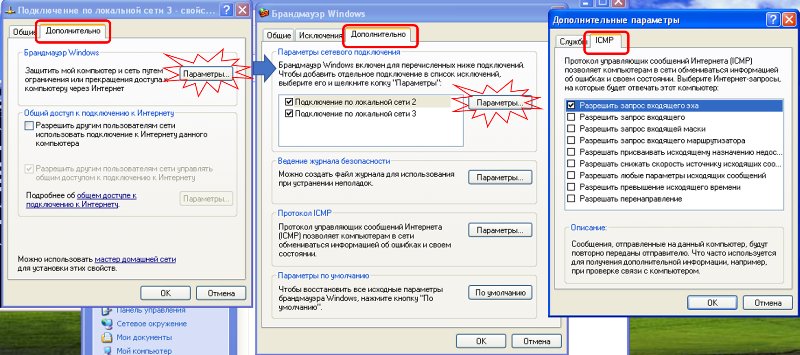 Подключение по локальной сети 3 - свойс...
Общие
Дополнительно
Брандмауэр Windows
Защитить мой компьютер и сеть путем
ограничения или прекращения доступа к
компьютеру через Интернет
Параметры...
Общий доступ к подключению к Интернету
Разрешить другим пользователям сети
использовать подключение к Интернету данного
компьютера
Разрешить другим пользователям сети управлять
общим доступом к подключению к Интернету
Подробнее об общем доступе к
подключению к Интернету.
Параметры...
Можно использовать мастер домашней сети
для установки этих свойств.
OK
Отмена
Брандмауэр Windows
Общие
Исключения
Дополнительно
Параметры сетевого подключения
Брандмауэр Windows включен для перечисленных ниже подключений.
Чтобы добавить отдельное подключение в список исключений,
выберите его и щелкните кнопку "Параметры":
Подключение по локальной сети 2
Подключение по локальной сети 3
Параметры...
Ведение журнала безопасности
Можно создать файл журнала для использования
при устранении неполадок.
Параметры...
Протокол ICMP
Протокол управляющих сообщений Интернета
(ICMP) позволяет компьютерам в сети
обмениваться информацией об ошибках и своем
состоянии.
Параметры...
Параметры по умолчанию
Чтобы восстановить все исходные параметры
брандмауэра Windows, нажмите кнопку "По
умолчанию".
По умолчанию
OK
Отмена
Дополнительные параметры
Службы
ICMP
Протокол управляющих сообщений Интернета (ICMP)
позволяет компьютерам в сети обмениваться информацией
об ошибках и своем состоянии. Выберите Интернет-запросы,
на которые будет отвечать этот компьютер:
Разрешить запрос входящего эха
Разрешить запрос входящего
Разрешить запрос входящей маски
Разрешить запрос входящего маршрутизатора
Разрешить присваивать исходящему назначению недос...
Разрешать снижать скорость источнику исходящих соо...
Разрешать любые параметры исходящих сообщений
Разрешить превышение исходящего времени
Разрешать перенаправление
Описание:
Сообщения, отправленные на данный компьютер, будут
повторно переданы отправителю. Что часто используется
для получения дополнительной информации, например,
при проверке связи с компьютером.
OK
Отмена
Панель управления
Сетевое окружение
Мои документы
Мой компьютер